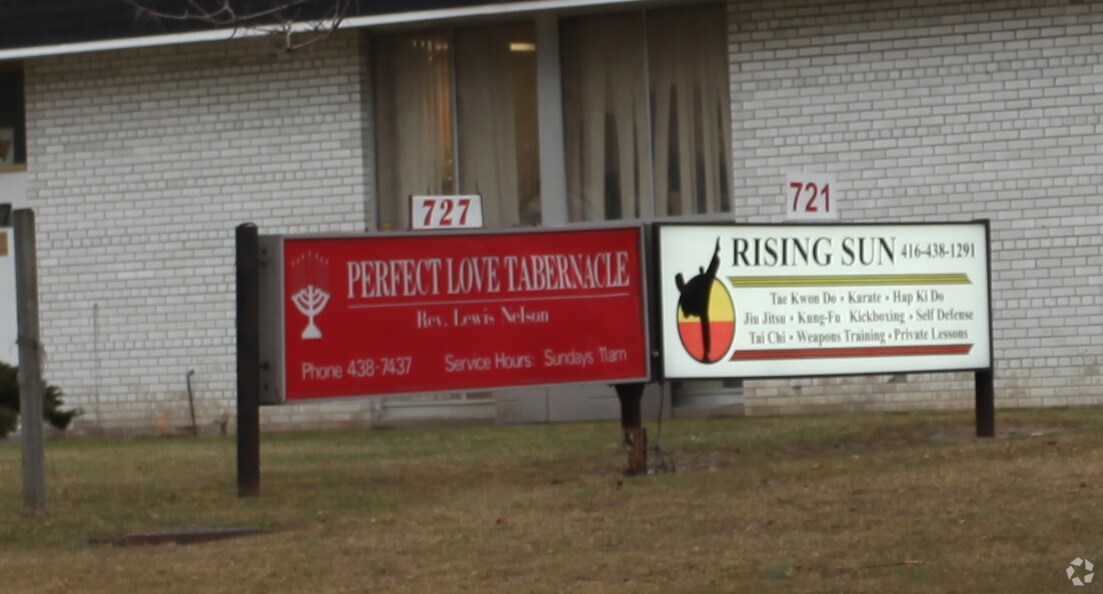 727
PERFECT LOVE TABERNACLE
Rev. Lewis Nelson
Phone 438-7437 Service Hours: Sundays 11am
721
RISING SUN 416-438-1291
Tae Kwon Do • Karate • Hap Ki Do
Jiu Jitsu • Kung-Fu Kickboxing • Self Defense
Tai Chi • Weapons Training • Private Lessons